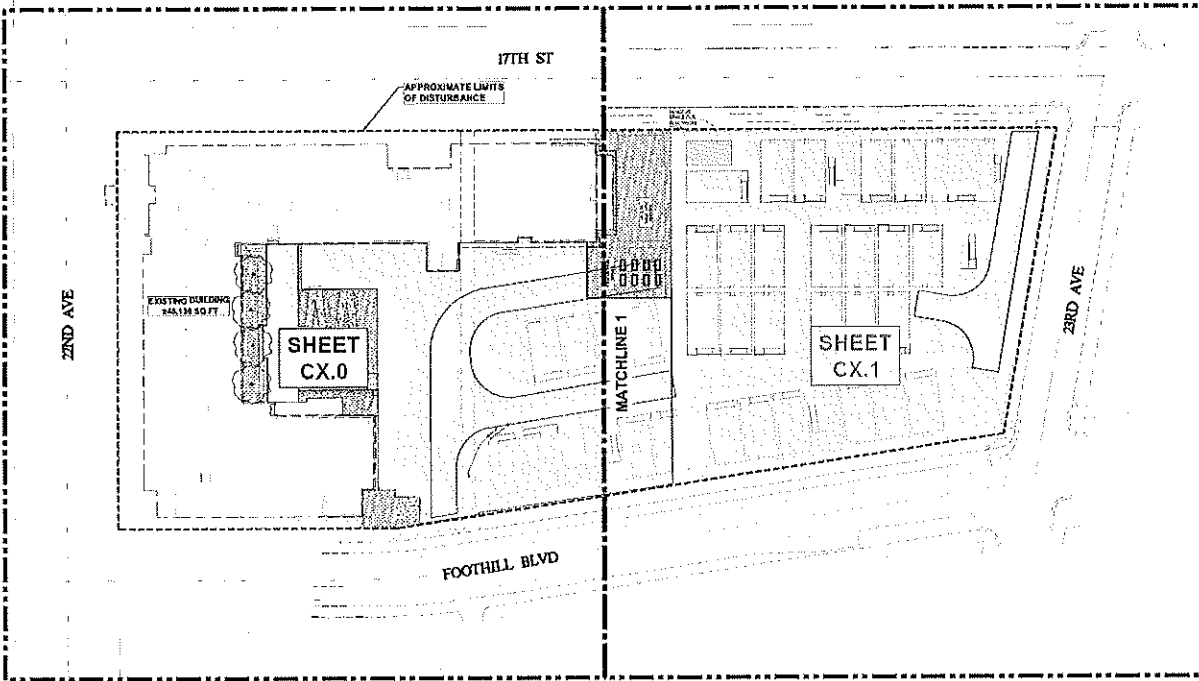 17TH ST
APPROXIMATE LIMITS
OF DISTURBANCE
22ND AVE
EXISTING BUILDING
SHEET
CX.0
MATCHLINE 1
SHEET
CX.1
23RD AVE
FOOTHILL BLVD